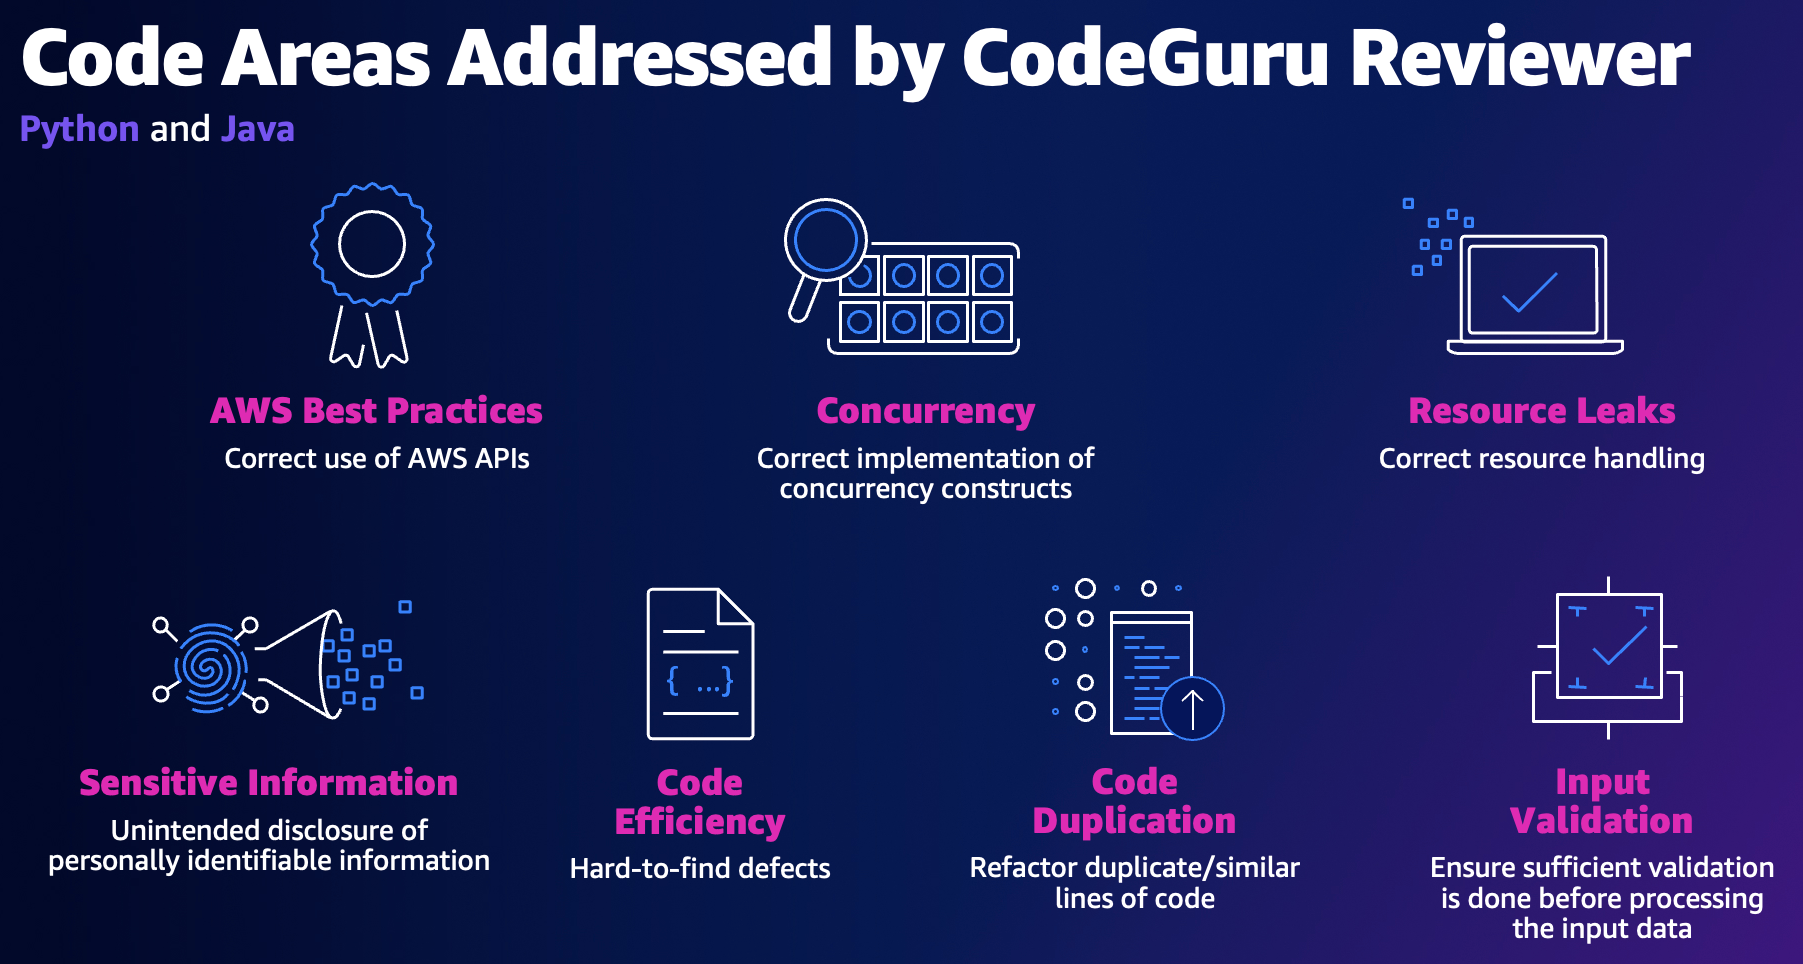 Code Areas Addressed by CodeGuru Reviewer
Python and Java
AWS Best Practices
Correct use of AWS APIs
Concurrency
Correct implementation of
concurrency constructs
Resource Leaks
Correct resource handling
Sensitive Information
Unintended disclosure of
personally identifiable information
Code
Efficiency
{ ...}
Hard-to-find defects
Code
Duplication
Refactor duplicate/similar
lines of code
Input
Validation
Ensure sufficient validation
is done before processing
the input data